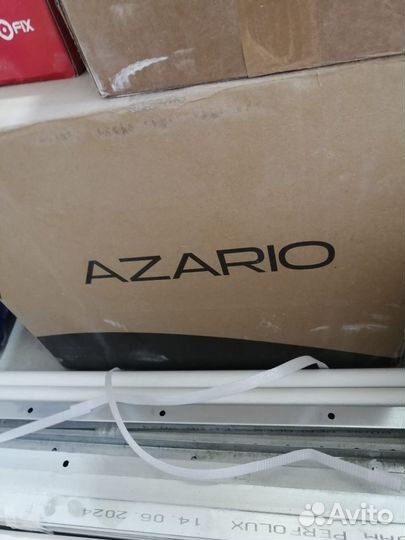 FIX
AZARIO
14.06.2024
PERFOLUX
Avito